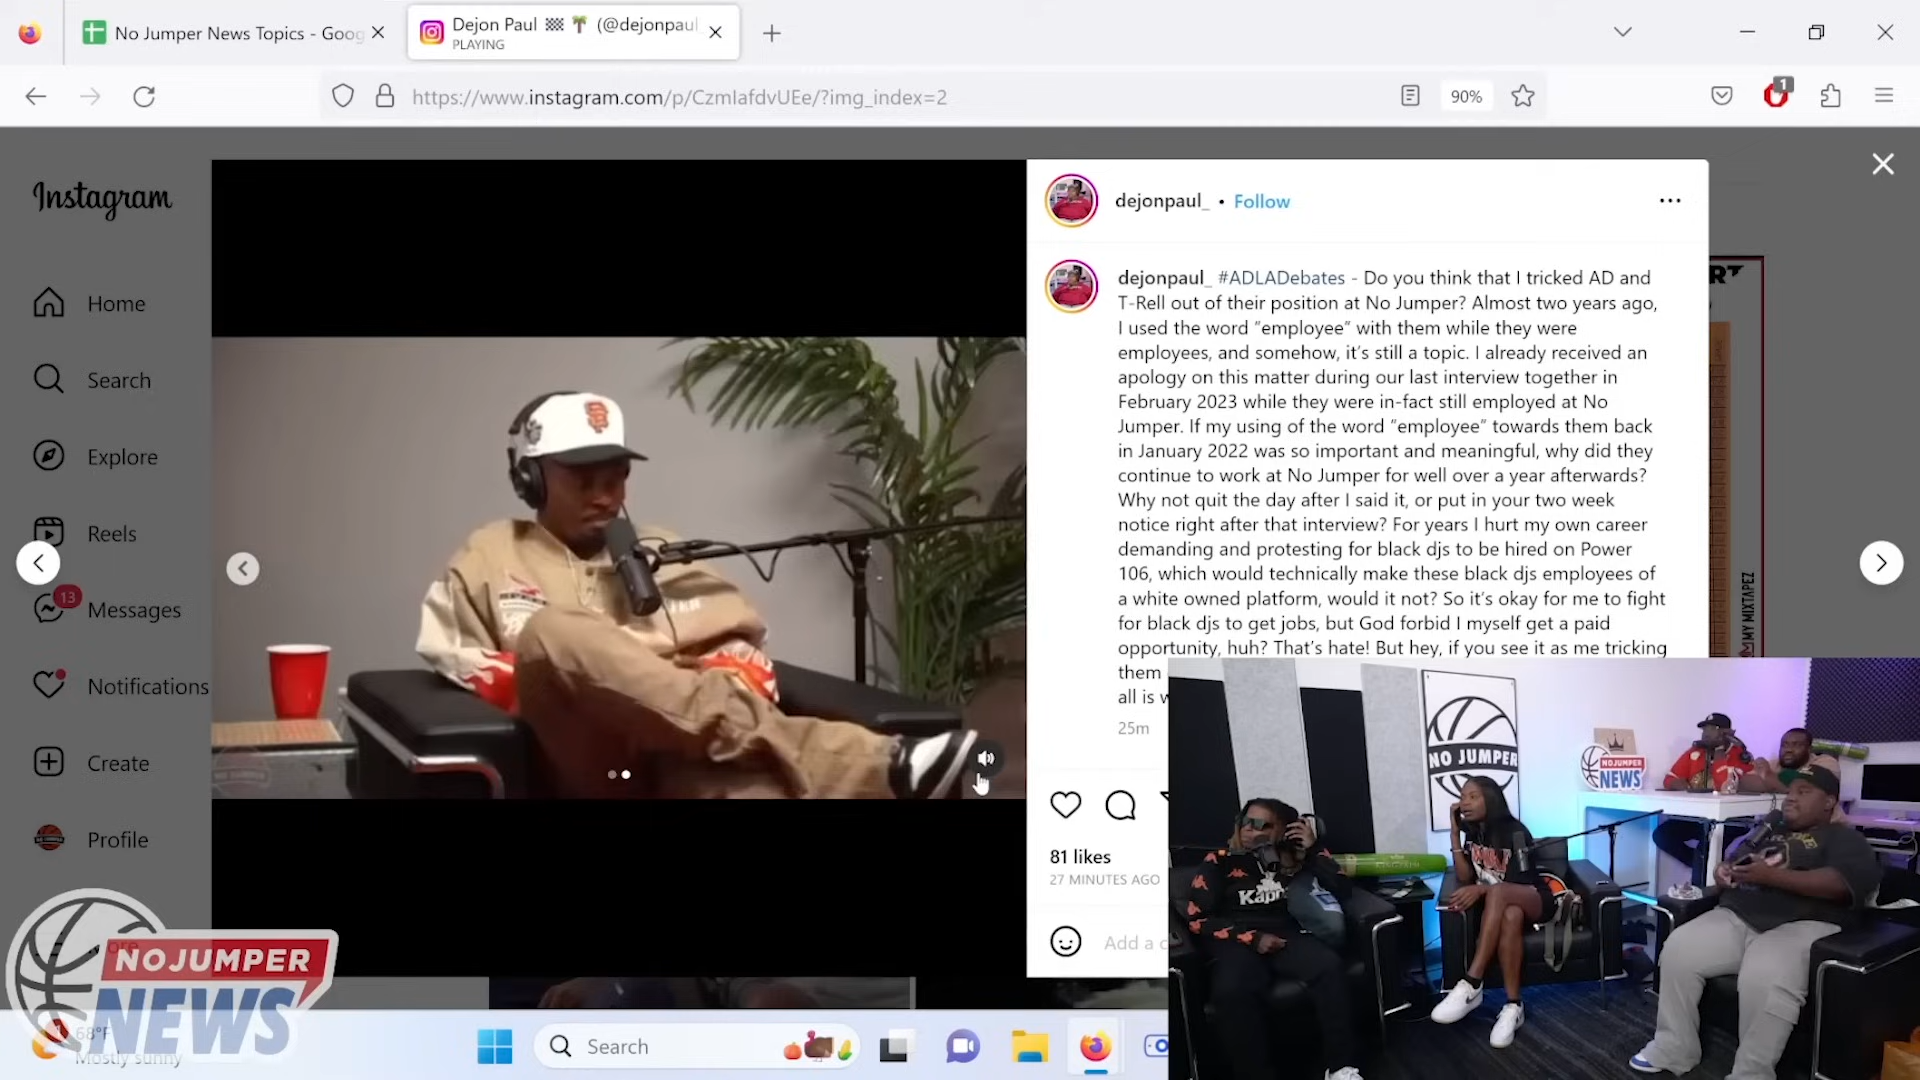 No Jumper News Topics - Goog
Dejon Paul (@dejonpaul
PLAYING
https://www.instagram.com/p/CzmIafdvUEe/?img_index=2
90%
1
Instagram
Home
Search
Explore
Reels
13
Messages
Notifications
Create
Profile
dejonpaul_ • Follow
dejonpaul_ #ADLADebates - Do you think that I tricked AD and
T-Rell out of their position at No Jumper? Almost two years ago,
I used the word “employee” with them while they were
employees, and somehow, it’s still a topic. I already received an
apology on this matter during our last interview together in
February 2023 while they were in-fact still employed at No
Jumper. If my using of the word “employee” towards them back
in January 2022 was so important and meaningful, why did they
continue to work at No Jumper for well over a year afterwards?
Why not quit the day after I said it, or put in your two week
notice right after that interview? For years I hurt my own career
demanding and protesting for black djs to be hired on Power
106, which would technically make these black djs employees of
a white owned platform, would it not? So it’s okay for me to fight
for black djs to get jobs, but God forbid I myself get a paid
opportunity, huh? That’s hate! But hey, if you see it as me tricking
them
all is
25m
81 likes
27 MINUTES AGO
Add a
MY MIXTAPEZ
NO JUMPER
NOJUMPER
NEWS
Kappa
NOJUMPER
NEWS
68°F
Mostly sunny
Search